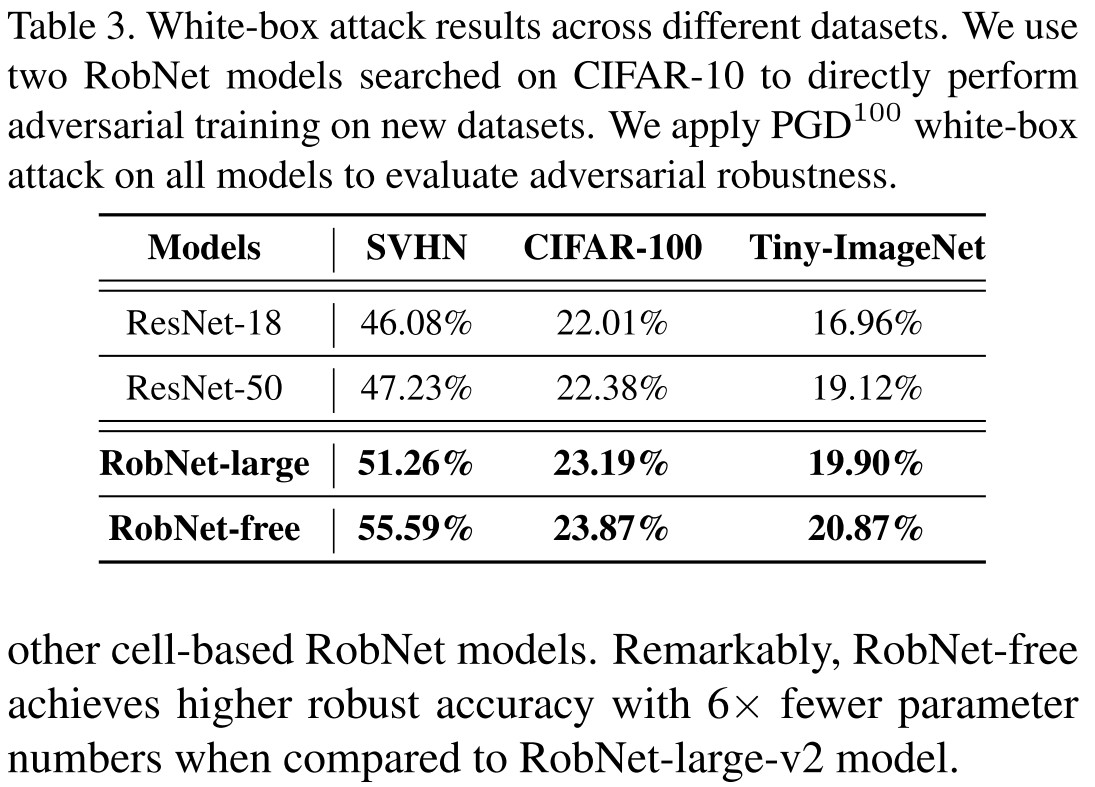 Table 3. White-box attack results across different datasets. We use
two RobNet models searched on CIFAR-10 to directly perform
adversarial training on new datasets. We apply PGD¹⁰⁰ white-box
attack on all models to evaluate adversarial robustness.
Models SVHN CIFAR-100 Tiny-ImageNet
ResNet-18 46.08% 22.01% 16.96%
ResNet-50 47.23% 22.38% 19.12%
RobNet-large 51.26% 23.19% 19.90%
RobNet-free 55.59% 23.87% 20.87%
other cell-based RobNet models. Remarkably, RobNet-free
achieves higher robust accuracy with 6× fewer parameter
numbers when compared to RobNet-large-v2 model.